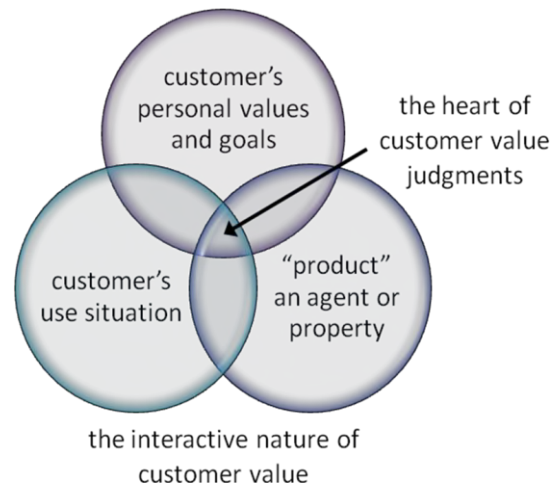 customer's
personal values
and goals
the heart of
customer value
judgments
customer's
use situation
“product”
an agent or
property
the interactive nature of
customer value